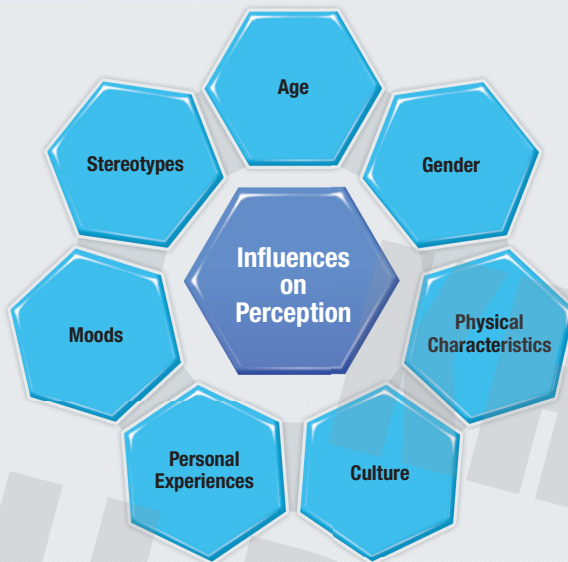 Age
Gender
Physical
Characteristics
Culture
Personal
Experiences
Moods
Stereotypes
Influences
on
Perception